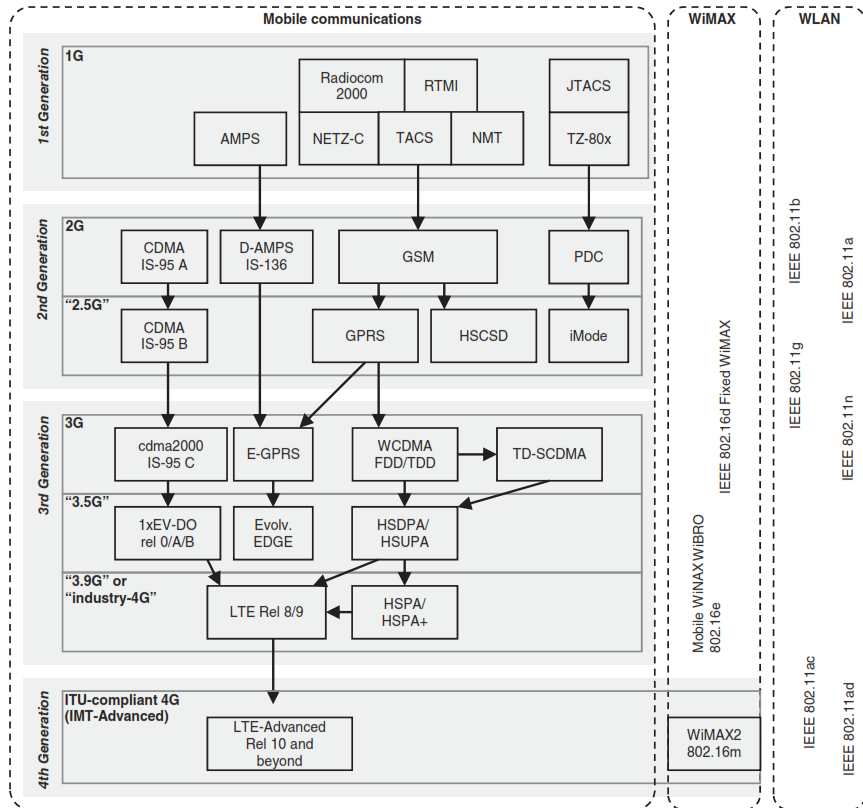 Mobile communications
WiMAX
WLAN
1st Generation
1G
Radiocom
2000
RTMI
JTACS
AMPS
NETZ-C
TACS
NMT
TZ-80x
2nd Generation
2G
CDMA
IS-95 A
D-AMPS
IS-136
GSM
PDC
“2.5G”
CDMA
IS-95 B
GPRS
HSCSD
iMode
3rd Generation
3G
cdma2000
IS-95 C
E-GPRS
WCDMA
FDD/TDD
TD-SCDMA
“3.5G”
1xEV-DO
rel 0/A/B
Evolv.
EDGE
HSDPA/
HSUPA
“3.9G” or
“industry-4G”
LTE Rel 8/9
HSPA/
HSPA+
4th Generation
ITU-compliant 4G
(IMT-Advanced)
LTE-Advanced
Rel 10 and
beyond
IEEE 802.16d Fixed WiMAX
Mobile WiNAX WiBRO
802.16e
WiMAX2
802.16m
IEEE 802.11b
IEEE 802.11a
IEEE 802.11g
IEEE 802.11n
IEEE 802.11ac
IEEE 802.11ad